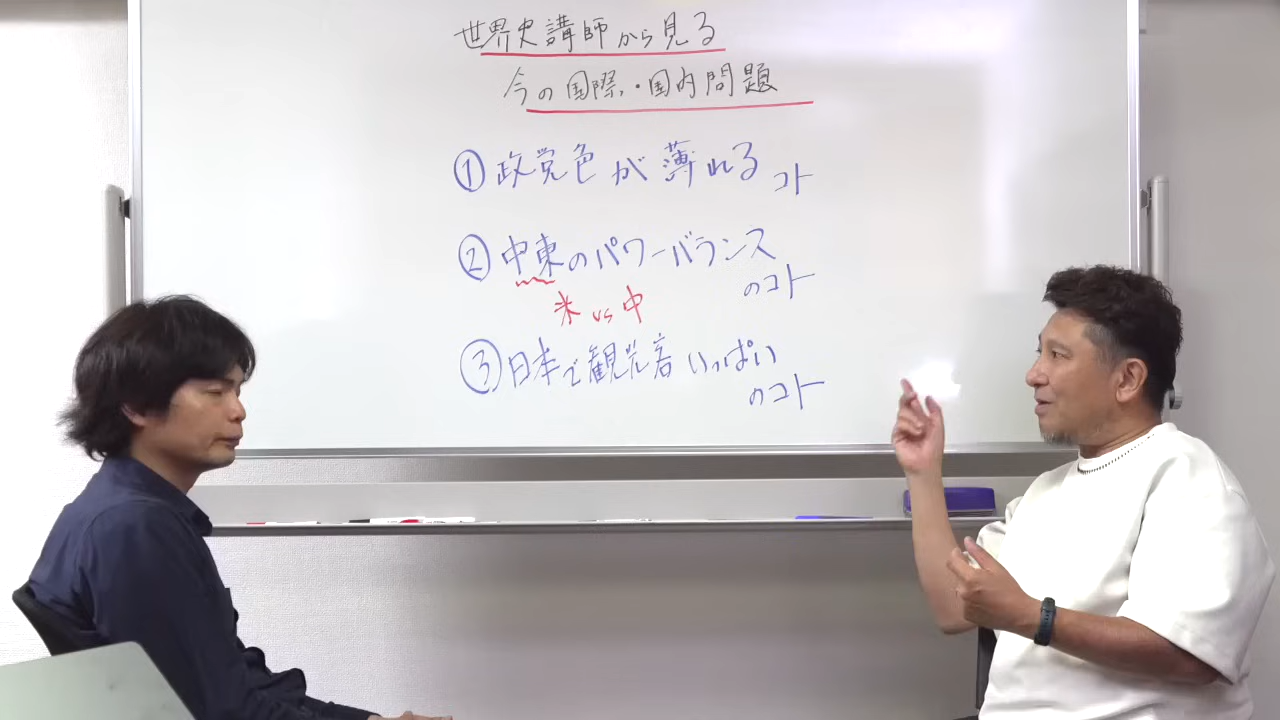 世界史講師から見る
今の国際・国内問題
①政党色が薄れるコト
②中東のパワーバランス
のコト
米 vs 中
③日本で観光客いっぱい
のコト